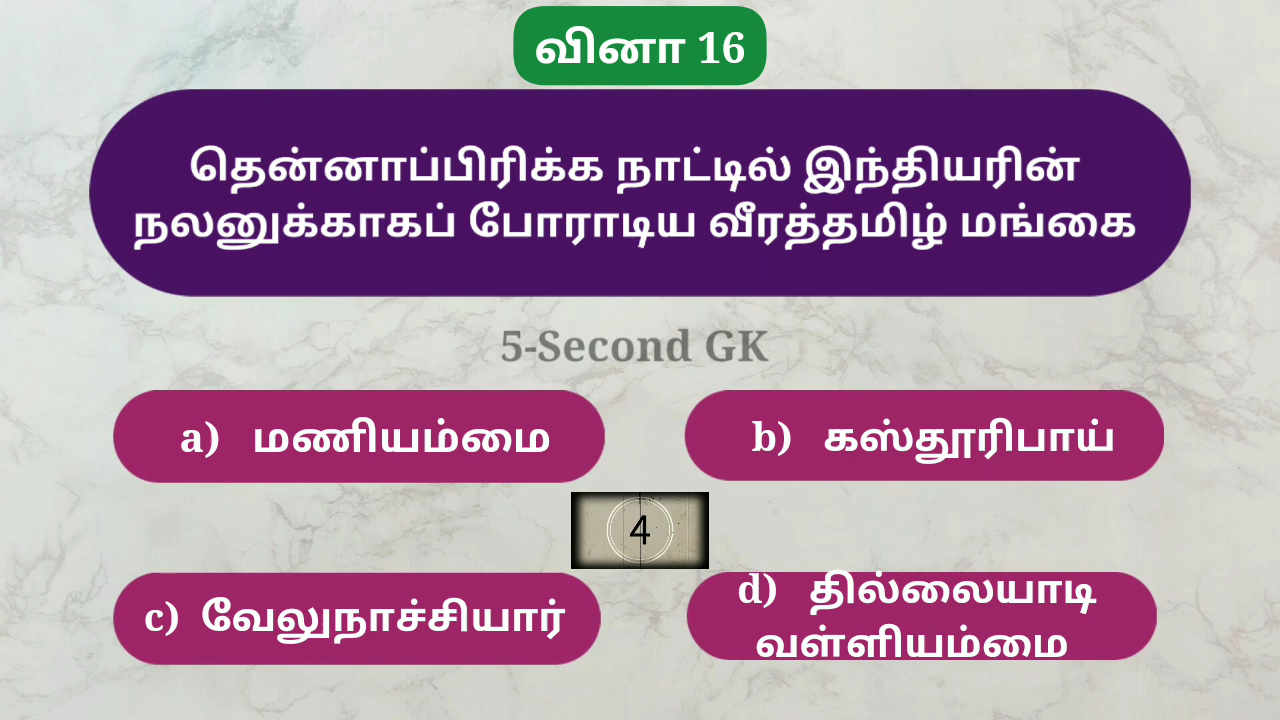 வினா 16
தென்னாப்பிரிக்க நாட்டில் இந்தியரின்
நலனுக்காகப் போராடிய வீரத்தமிழ் மங்கை
5-Second GK
a) மணியம்மை
b) கஸ்தூரிபாய்
4
c) வேலுநாச்சியார்
d) தில்லையாடி
வள்ளியம்மை